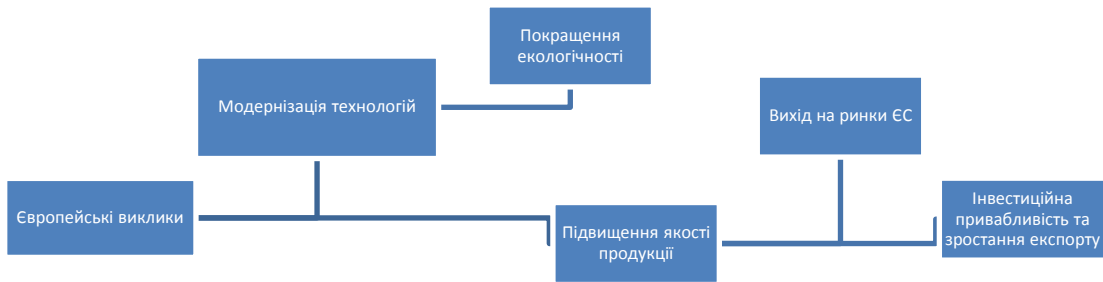 Покращення
екологічності
Модернізація технологій
Вихід на ринки ЄС
Європейські виклики
Підвищення якості
продукції
Інвестиційна
привабливість та
зростання експорту